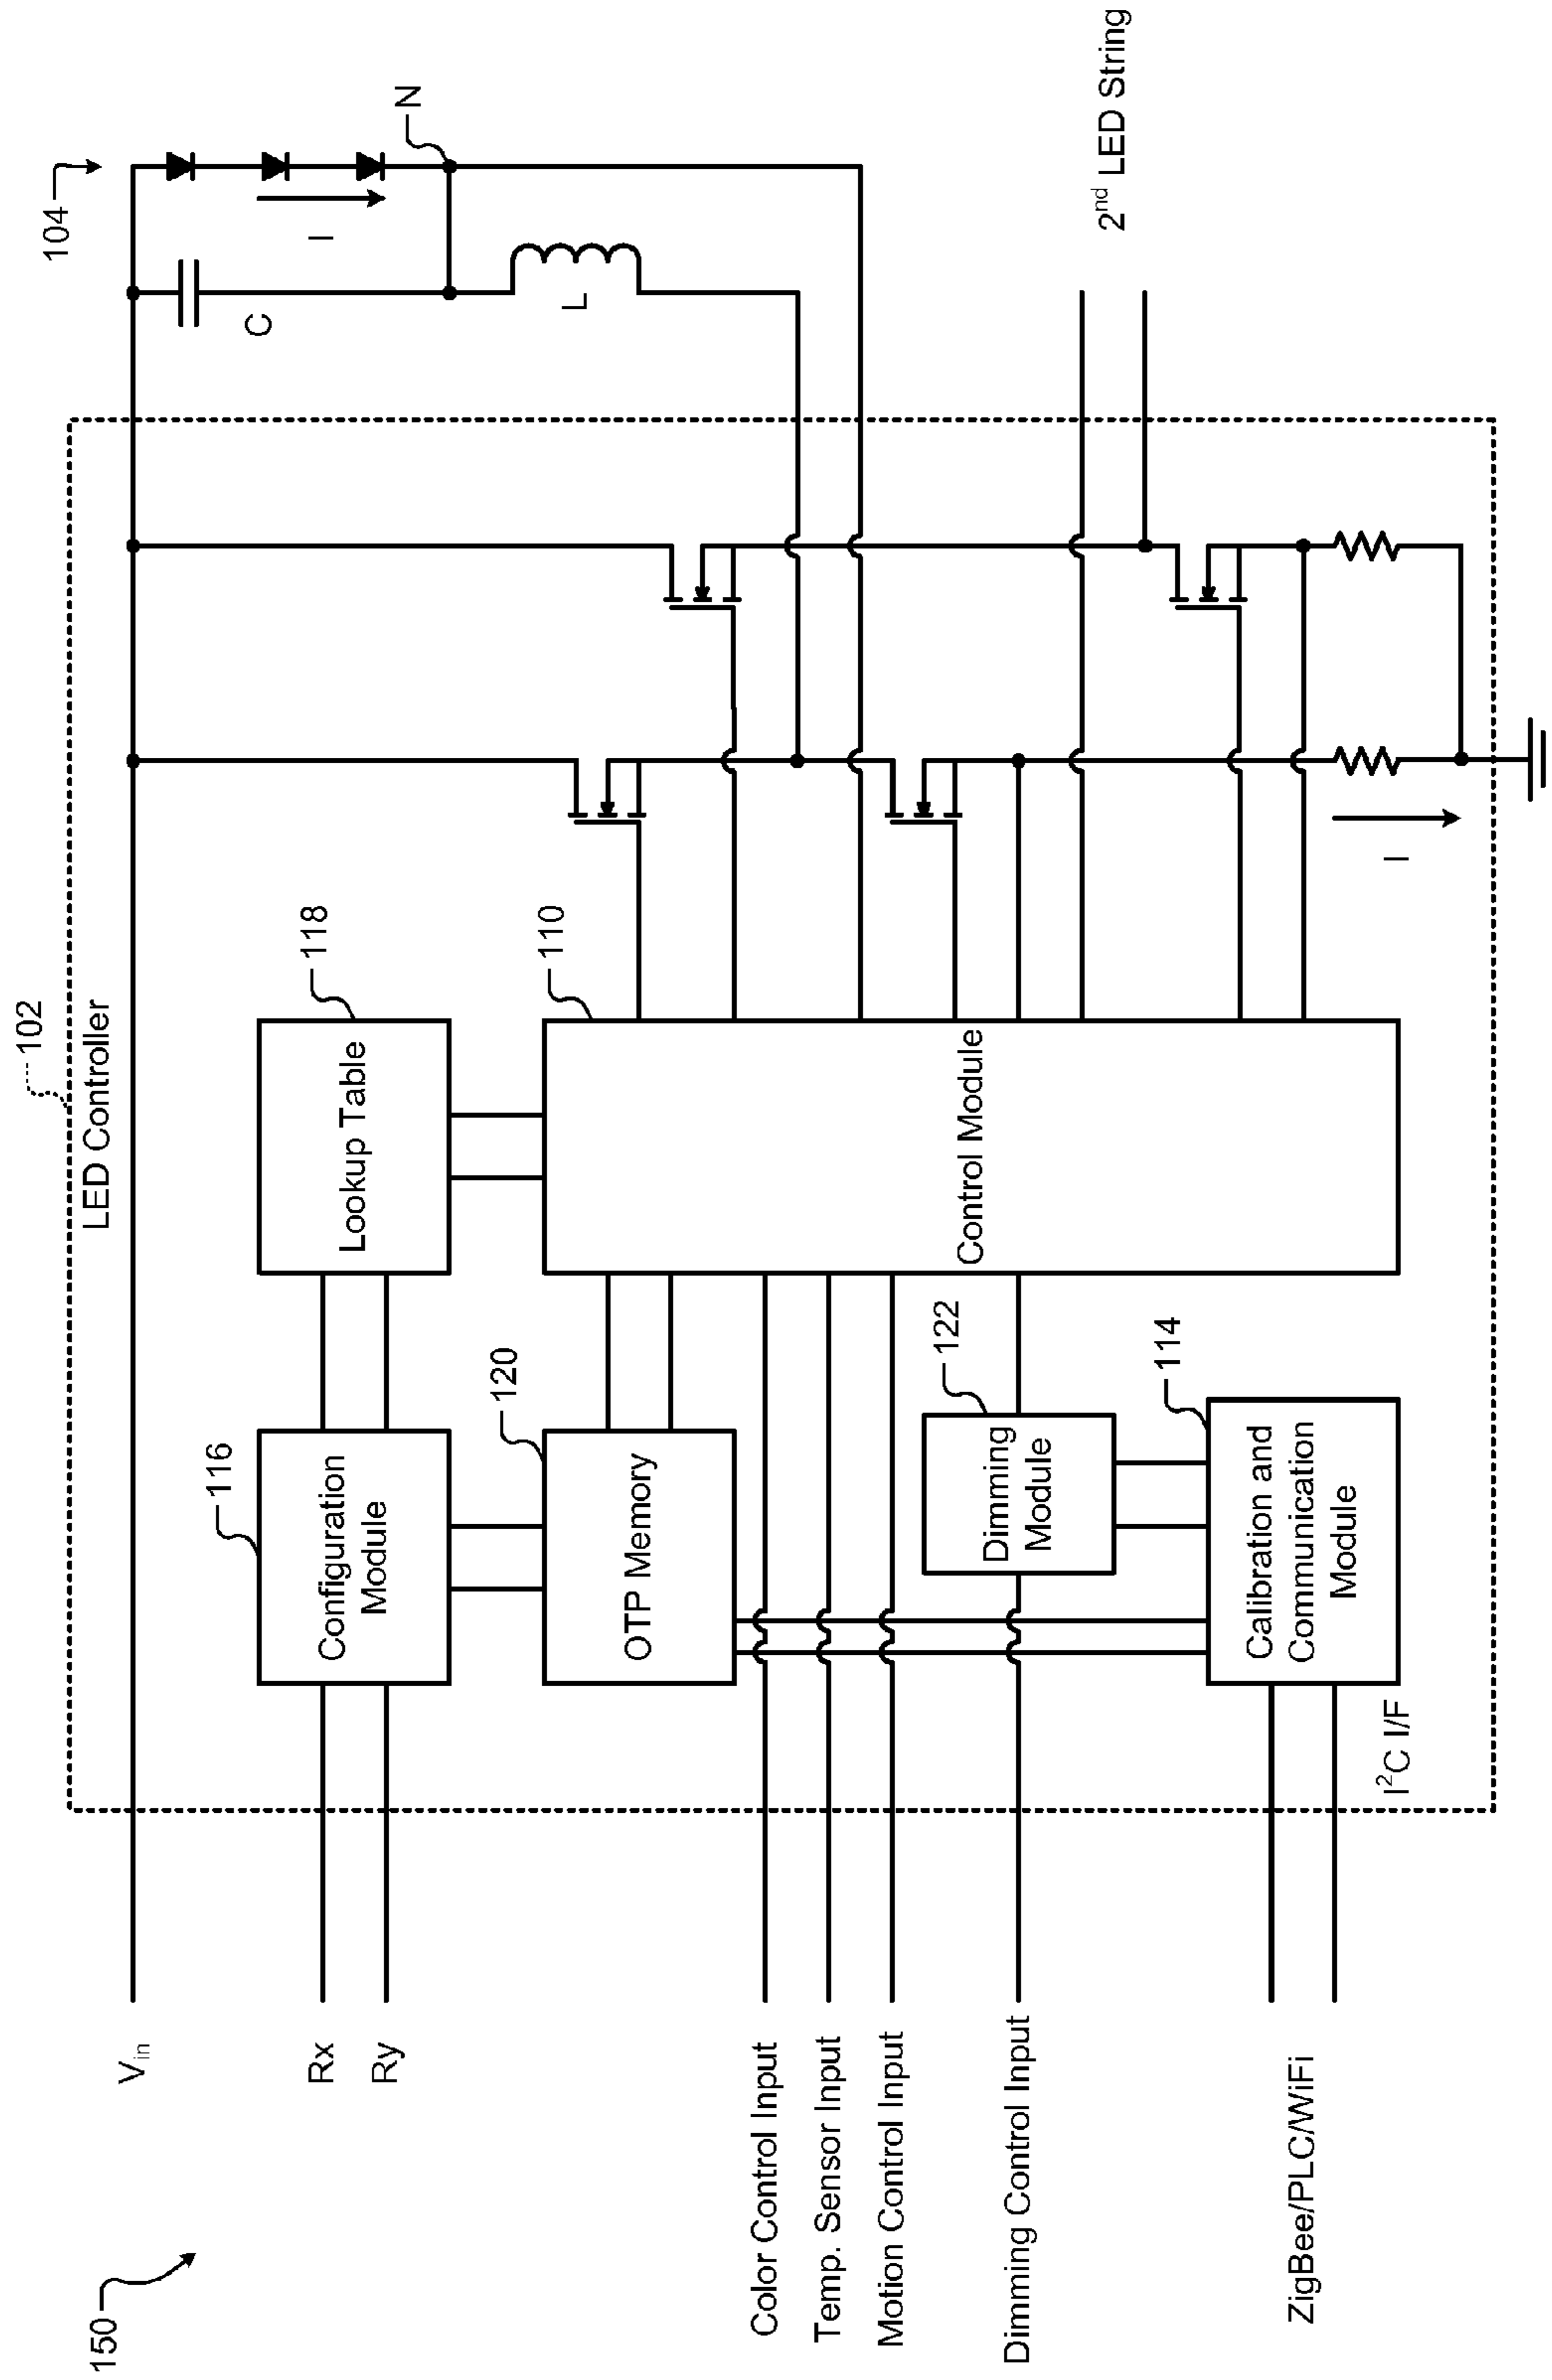 150
102
LED Controller
104
V_in
Rx
Ry
116
Configuration
Module
118
Lookup Table
C
I
N
L
120
OTP Memory
110
Control Module
Color Control Input
Temp. Sensor Input
Motion Control Input
Dimming Control Input
122
Dimming
Module
2nd LED String
114
Calibration and
Communication
Module
ZigBee/PLC/WiFi
I²C I/F
I